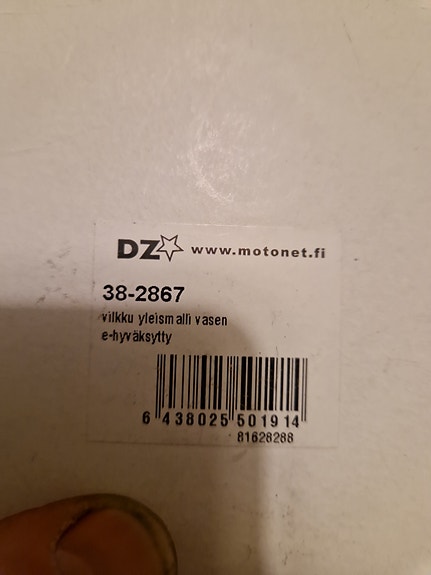 DZ www.motonet.fi
38-2867
vilkku yleismalli vasen
e-hyväksytty
6 438025 501914
81628288